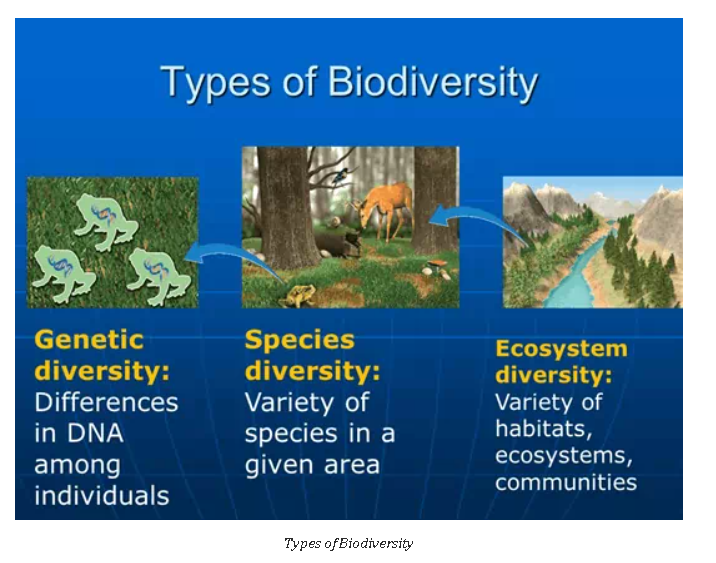 Types of Biodiversity
Genetic
diversity:
Differences
in DNA
among
individuals
Species
diversity:
Variety of
species in a
given area
Ecosystem
diversity:
Variety of
habitats,
ecosystems,
communities
Types of Biodiversity